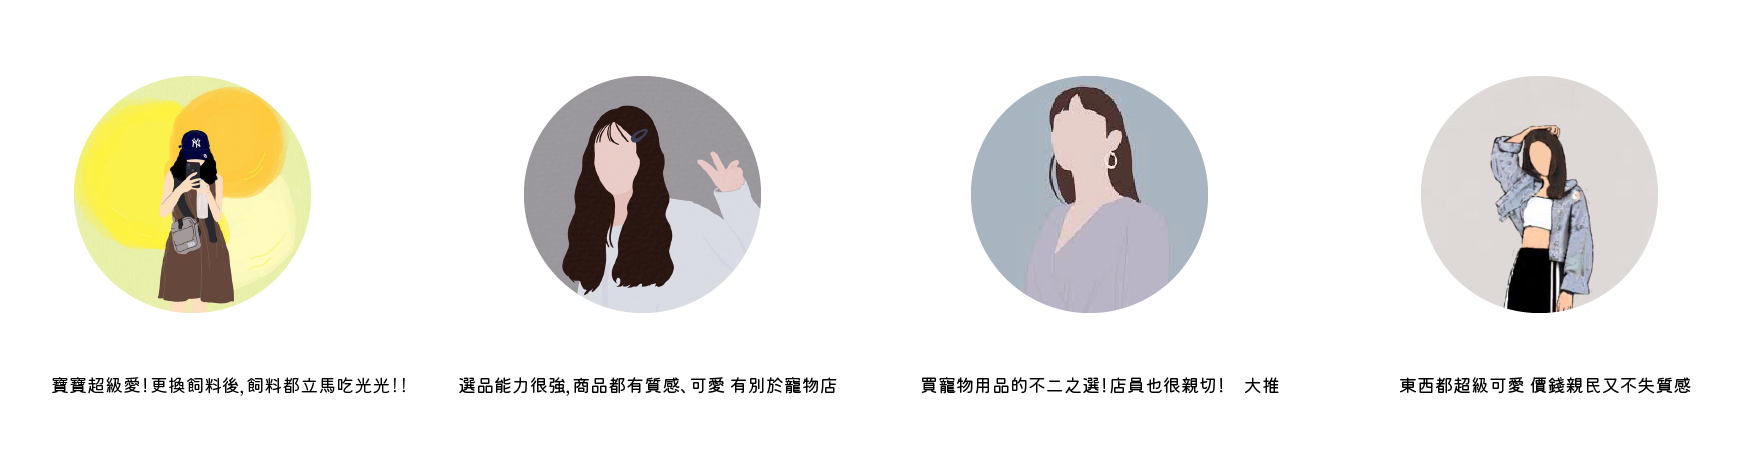 NY
寶寶超級愛!更換飼料後,飼料都立馬吃光光!!
選品能力很強,商品都有質感、可愛 有別於寵物店
買寵物用品的不二之選!店員也很親切! 大推
東西都超級可愛 價錢親民又不失質感